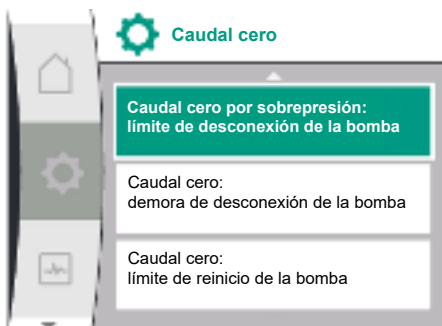 Caudal cero
Caudal cero por sobrepresión:
límite de desconexión de la bomba
Caudal cero:
demora de desconexión de la bomba
Caudal cero:
límite de reinicio de la bomba